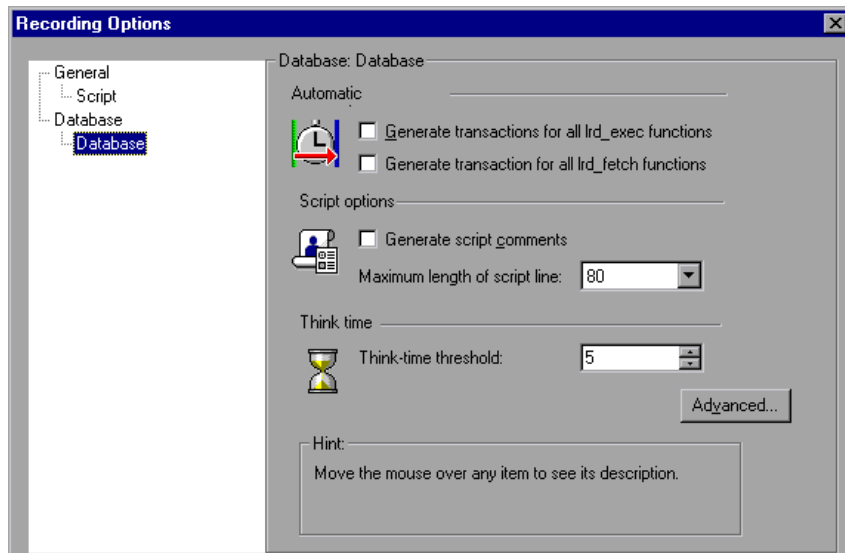 Recording Options
General
Script
Database
Database
Database: Database
Automatic
Generate transactions for all lrd_exec functions
Generate transaction for all lrd_fetch functions
Script options
Generate script comments
Maximum length of script line: 80
Think time
Think-time threshold: 5
Advanced...
Hint:
Move the mouse over any item to see its description.